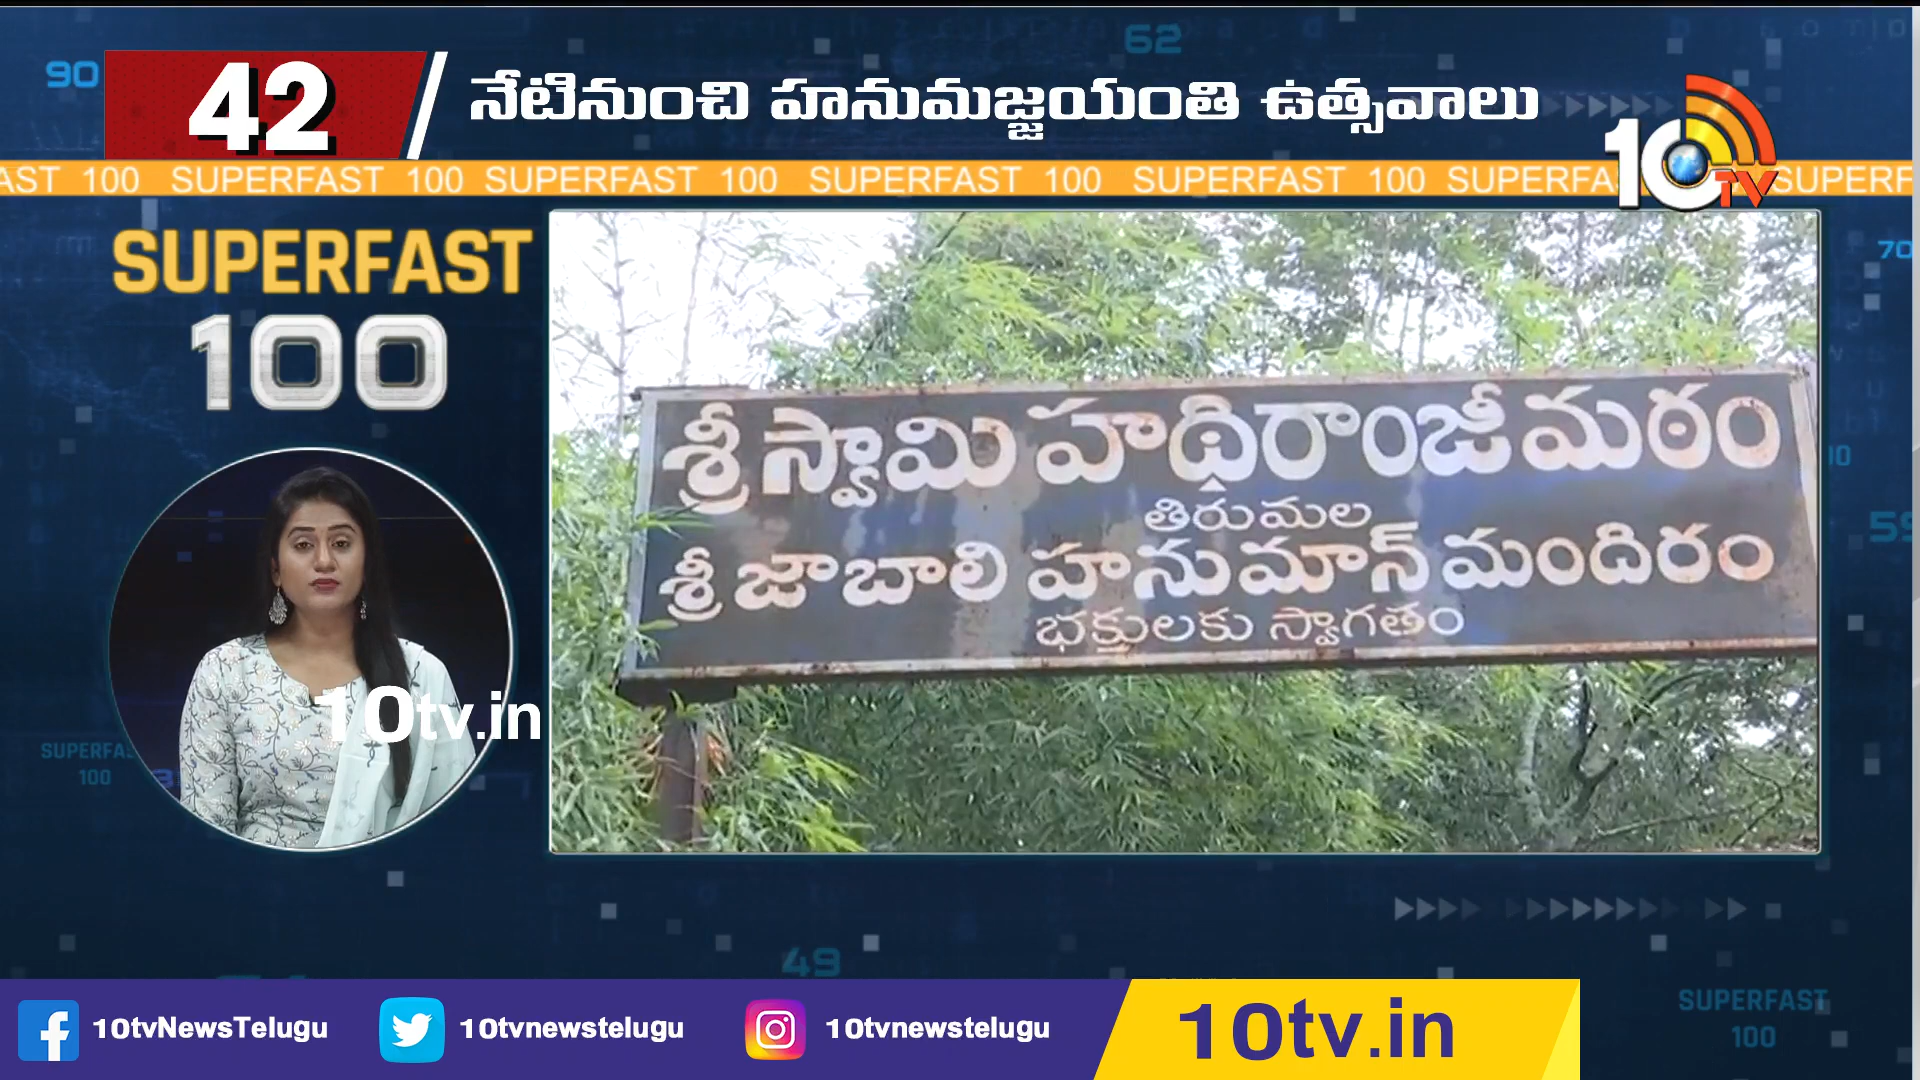 90
62
42 / నేటినుంచి హనుమజ్జయంతి ఉత్సవాలు
10TV
AST 100 SUPERFAST 100 SUPERFAST 100 SUPERFAST 100 SUPERFAST 100 SUPERFA SUPERF
SUPERFAST
100
70
శ్రీ స్వామి హథిరాంజీ మఠం
తిరుమల
శ్రీ జాబాలి హనుమాన్ మందిరం
భక్తులకు స్వాగతం
59
10tv.in
SUPERFAS
100
49
SUPERFAST
100
10tvNewsTelugu
10tvnewstelugu
10tvnewstelugu
10tv.in